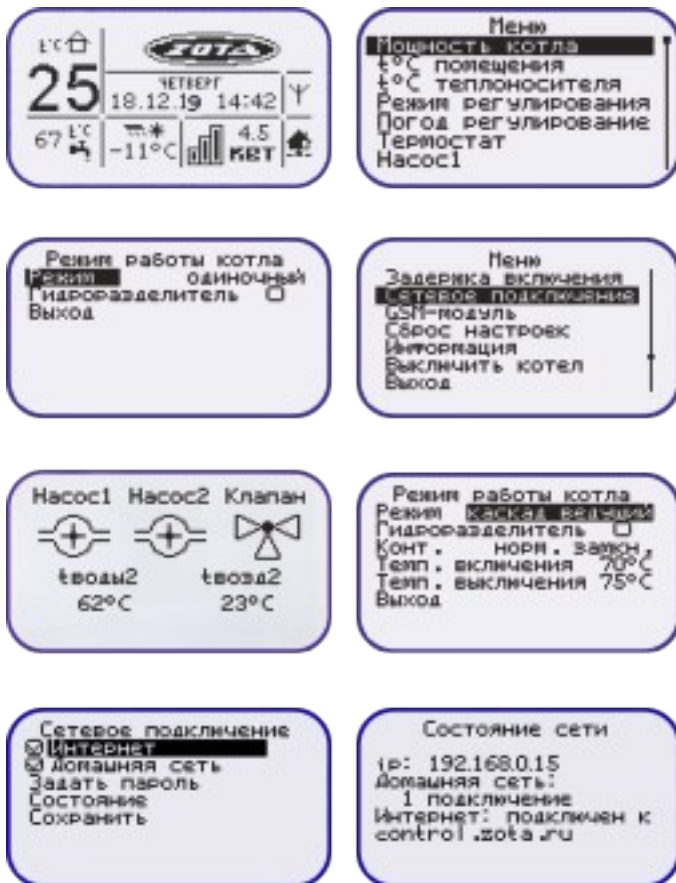 t°C
ZOTA
25
ЧЕТВЕРГ
18.12.19 14:42
67 t°C
-11°C
4.5
КВТ
Меню
Мощность котла
t°C помещения
t°C теплоносителя
Режим регулирования
Погод регулирование
Термостат
Насос1
Режим работы котла
Режим одиночный
Гидроразделитель
Выход
Меню
Задержка включения
Сетевое подключение
GSM-модуль
Сброс настроек
Информация
Выключить котел
Выход
Насос1 Насос2 Клапан
tводы2 tвозд2
62°C 23°C
Режим работы котла
Режим каскад ведущий
Гидроразделитель
Конт. норм. замкн,
Темп. включения 70°C
Темп. выключения 75°C
Выход
Сетевое подключение
Интернет
Домашняя сеть
Задать пароль
Состояние
Сохранить
Состояние сети
ip: 192.168.0.15
Домашняя сеть:
1 подключение
Интернет: подключен к
control.zota.ru